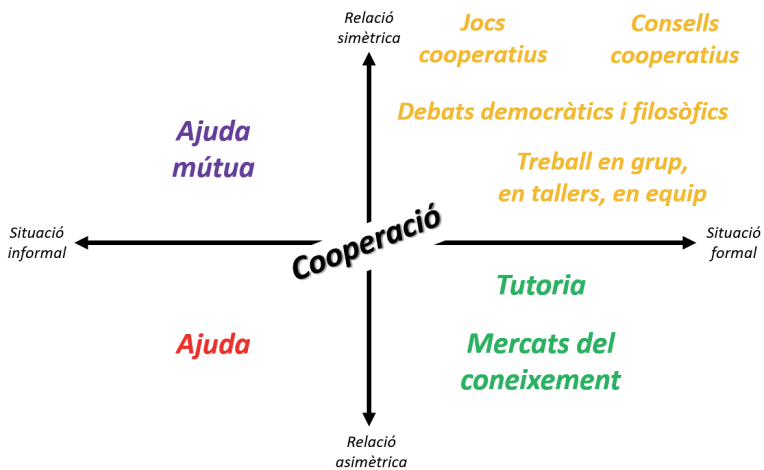 Relació
simètrica
Jocs
cooperatius
Consells
cooperatius
Debats democràtics i filosòfics
Ajuda
mútua
Treball en grup,
en tallers, en equip
Situació
informal
Cooperació
Situació
formal
Tutoria
Ajuda
Mercats del
coneixement
Relació
asimètrica